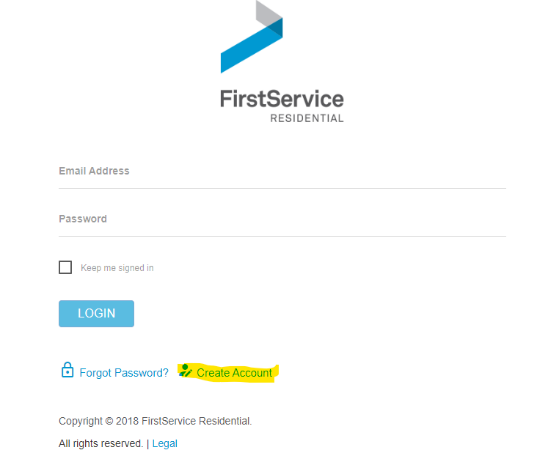 FirstService
RESIDENTIAL
Email Address
Password
Keep me signed in
LOGIN
Forgot Password? Create Account
Copyright © 2018 FirstService Residential.
All rights reserved. | Legal